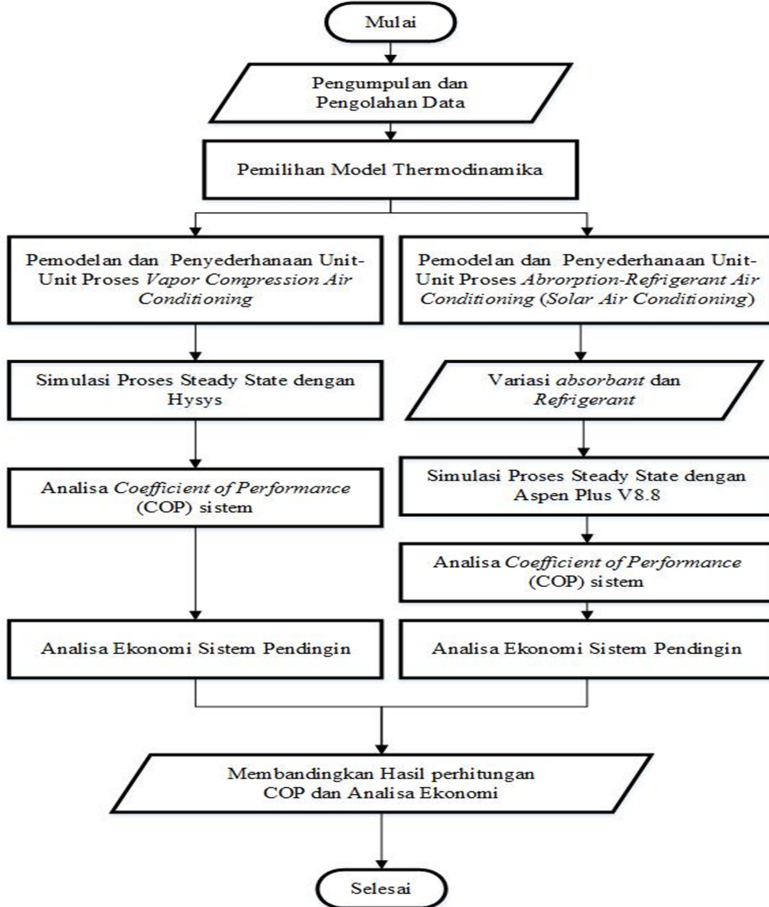 Mulai
Pengumpulan dan
Pengolahan Data
Pemilihan Model Thermodinamika
Pemodelan dan Penyederhanaan Unit-
Unit Proses Vapor Compression Air
Conditioning
Pemodelan dan Penyederhanaan Unit-
Unit Proses Abrorption-Refrigerant Air
Conditioning (Solar Air Conditioning)
Simulasi Proses Steady State dengan
Hysys
Variasi absorbant dan
Refrigerant
Analisa Coefficient of Performance
(COP) sistem
Simulasi Proses Steady State dengan
Aspen Plus V8.8
Analisa Coefficient of Performance
(COP) sistem
Analisa Ekonomi Sistem Pendingin
Analisa Ekonomi Sistem Pendingin
Membandingkan Hasil perhitungan
COP dan Analisa Ekonomi
Selesai